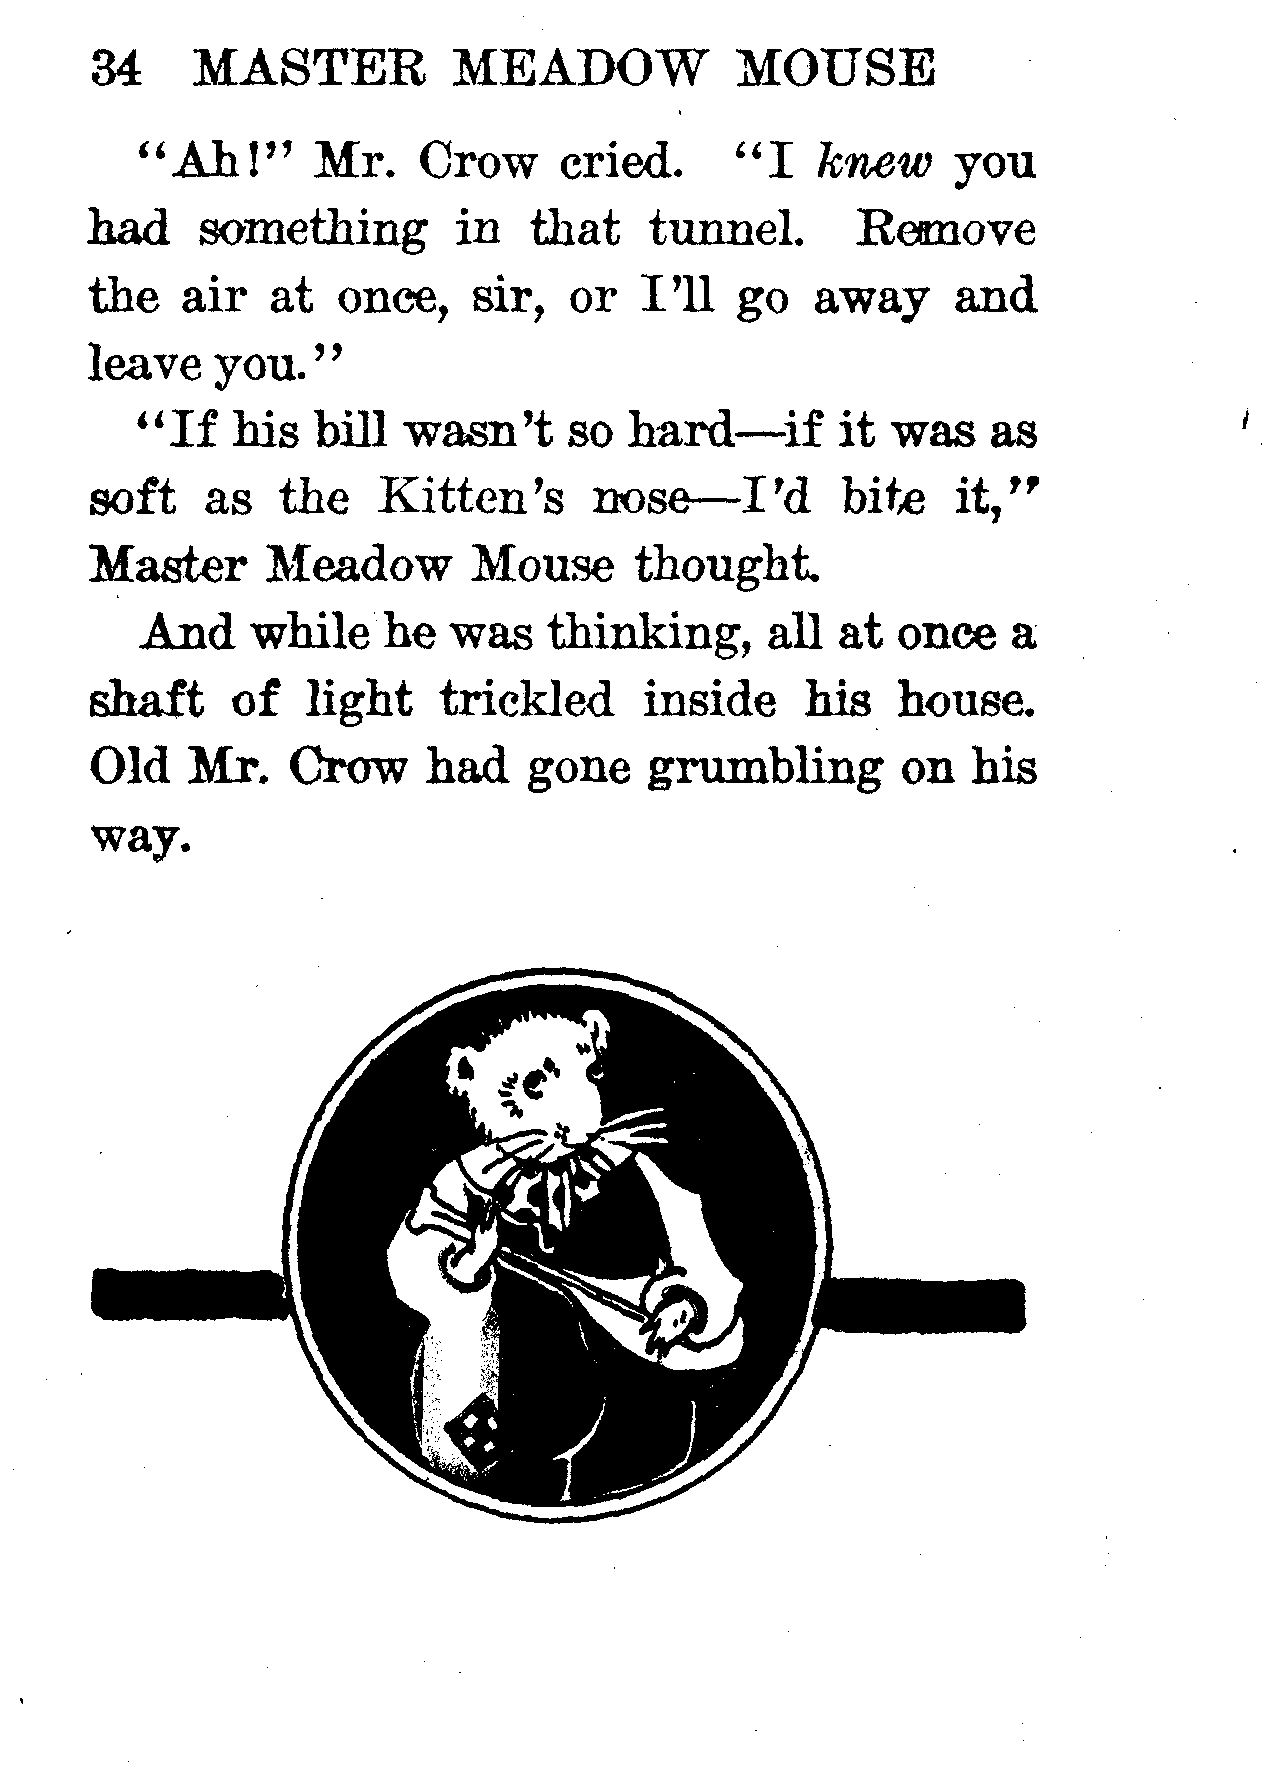 34 MASTER MEADOW MOUSE
“Ah!” Mr. Crow cried. “I knew you
had something in that tunnel. Remove
the air at once, sir, or I’ll go away and
leave you.”
“If his bill wasn’t so hard—if it was as
soft as the Kitten’s nose—I’d bite it,”
Master Meadow Mouse thought.
And while he was thinking, all at once a
shaft of light trickled inside his house.
Old Mr. Crow had gone grumbling on his
way.